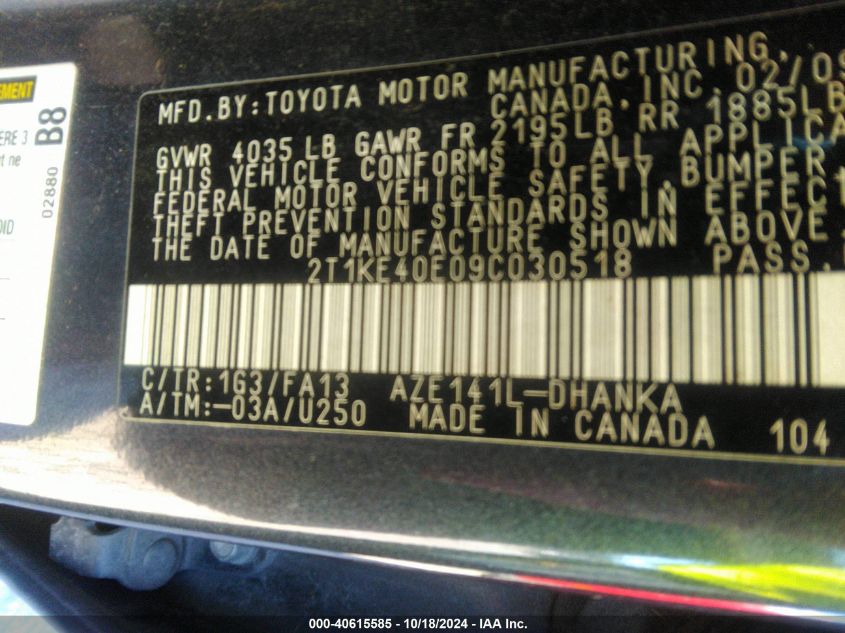 EMENT
ERE 3
B8
02880
MFD.BY:TOYOTA MOTOR MANUFACTURING,
CANADA,INC.02/09
GVWR 4035 LB GAWR FR 2195LB RR 1885LB
THIS VEHICLE CONFORMS TO ALL APPLICA
FEDERAL MOTOR VEHICLE SAFETY,BUMPER,
THEFT PREVENTION STANDARDS IN EFFECT
THE DATE OF MANUFACTURE SHOWN ABOVE.
2T1KE40E09C030518 PASS.
C/TR:1G3/FA13 AZE141L-DHANKA
A/TM:-03A/U250 MADE IN CANADA 104
000-40615585 - 10/18/2024 - IAA Inc.